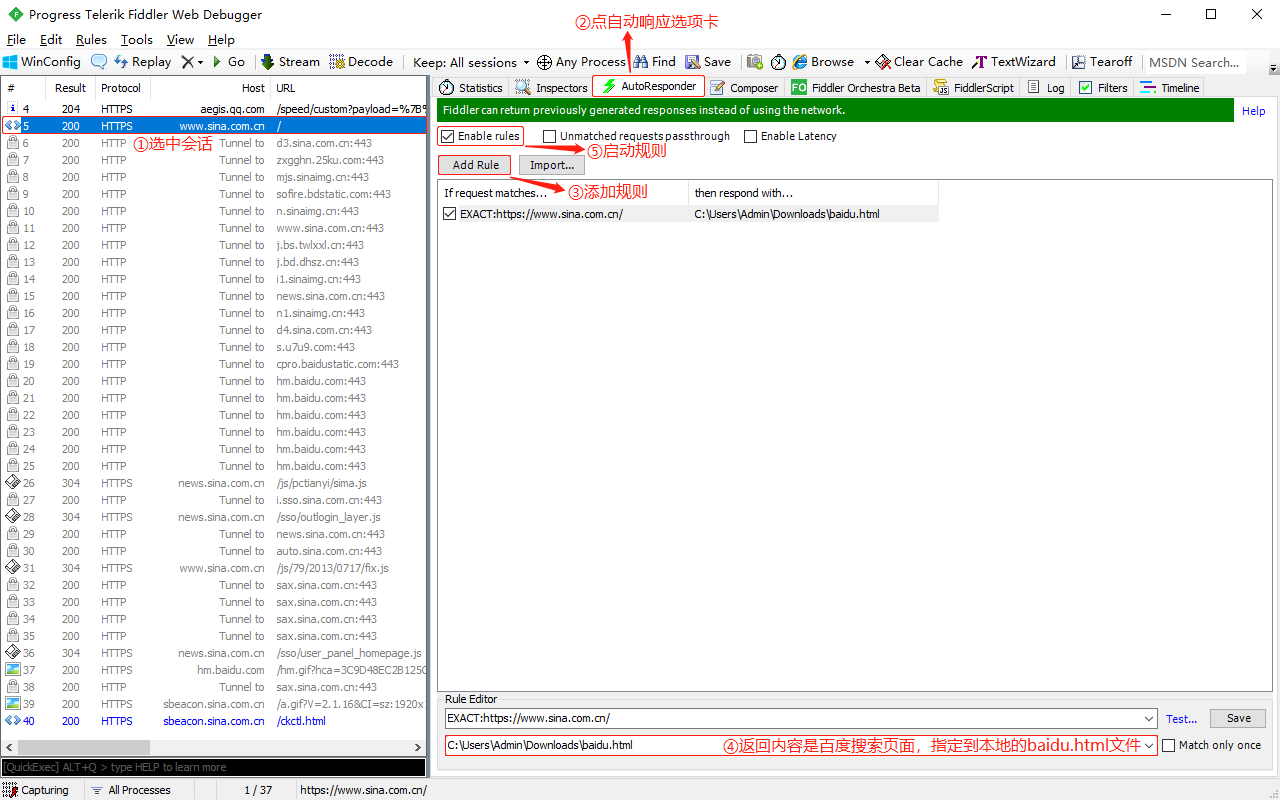 Progress Telerik Fiddler Web Debugger
②点自动响应选项卡
File Edit Rules Tools View Help
WinConfig Replay Go Stream Decode Keep: All sessions Any Process Find Save Browse Clear Cache TextWizard Tearoff MSDN Search...
# Result Protocol Host URL
4 204 HTTPS aegis.qq.com /speed/custom?payload=%7B%
5 200 HTTPS www.sina.com.cn /
①选中会话
6 200 HTTP Tunnel to d3.sina.com.cn:443
7 200 HTTP Tunnel to zxgghn.25ku.com:443
8 200 HTTP Tunnel to mjs.sinaimg.cn:443
9 200 HTTP Tunnel to sofire.bdstatic.com:443
10 200 HTTP Tunnel to n.sinaimg.cn:443
11 200 HTTP Tunnel to www.sina.com.cn:443
12 200 HTTP Tunnel to j.bs.twlxxl.cn:443
13 200 HTTP Tunnel to j.bd.dhsz.cn:443
14 200 HTTP Tunnel to i1.sinaimg.cn:443
15 200 HTTP Tunnel to news.sina.com.cn:443
16 200 HTTP Tunnel to n1.sinaimg.cn:443
17 200 HTTP Tunnel to d4.sina.com.cn:443
18 200 HTTP Tunnel to s.u7u9.com:443
19 200 HTTP Tunnel to cpro.baidustatic.com:443
20 200 HTTP Tunnel to hm.baidu.com:443
21 200 HTTP Tunnel to hm.baidu.com:443
22 200 HTTP Tunnel to hm.baidu.com:443
23 200 HTTP Tunnel to hm.baidu.com:443
24 200 HTTP Tunnel to hm.baidu.com:443
25 200 HTTP Tunnel to hm.baidu.com:443
26 304 HTTPS news.sina.com.cn /js/pctianyi/sima.js
27 200 HTTP Tunnel to i.sso.sina.com.cn:443
28 304 HTTPS news.sina.com.cn /sso/outlogin_layer.js
29 200 HTTP Tunnel to news.sina.com.cn:443
30 200 HTTP Tunnel to auto.sina.com.cn:443
31 304 HTTPS www.sina.com.cn /js/79/2013/0717/fix.js
32 200 HTTP Tunnel to sax.sina.com.cn:443
33 200 HTTP Tunnel to sax.sina.com.cn:443
34 200 HTTP Tunnel to sax.sina.com.cn:443
35 200 HTTP Tunnel to sax.sina.com.cn:443
36 304 HTTPS news.sina.com.cn /sso/user_panel_homepage.js
37 200 HTTPS hm.baidu.com /hm.gif?hca=3C9D48EC2B125C
38 200 HTTP Tunnel to sax.sina.com.cn:443
39 200 HTTPS sbeacon.sina.com.cn /a.gif?V=2.1.16&CI=sz:1920x
40 200 HTTPS sbeacon.sina.com.cn /ckctl.html
[QuickExec] ALT+Q > type HELP to learn more
Capturing All Processes 1 / 37 https://www.sina.com.cn/
Statistics Inspectors AutoResponder Composer FO Fiddler Orchestra Beta FiddlerScript Log Filters Timeline
Fiddler can return previously generated responses instead of using the network. Help
Enable rules Unmatched requests passthrough Enable Latency
⑤启动规则
Add Rule Import...
③添加规则
If request matches... then respond with...
EXACT:https://www.sina.com.cn/ C:\Users\Admin\Downloads\baidu.html
Rule Editor
EXACT:https://www.sina.com.cn/ Test... Save
C:\Users\Admin\Downloads\baidu.html ④返回内容是百度搜索页面，指定到本地的baidu.html文件 Match only once